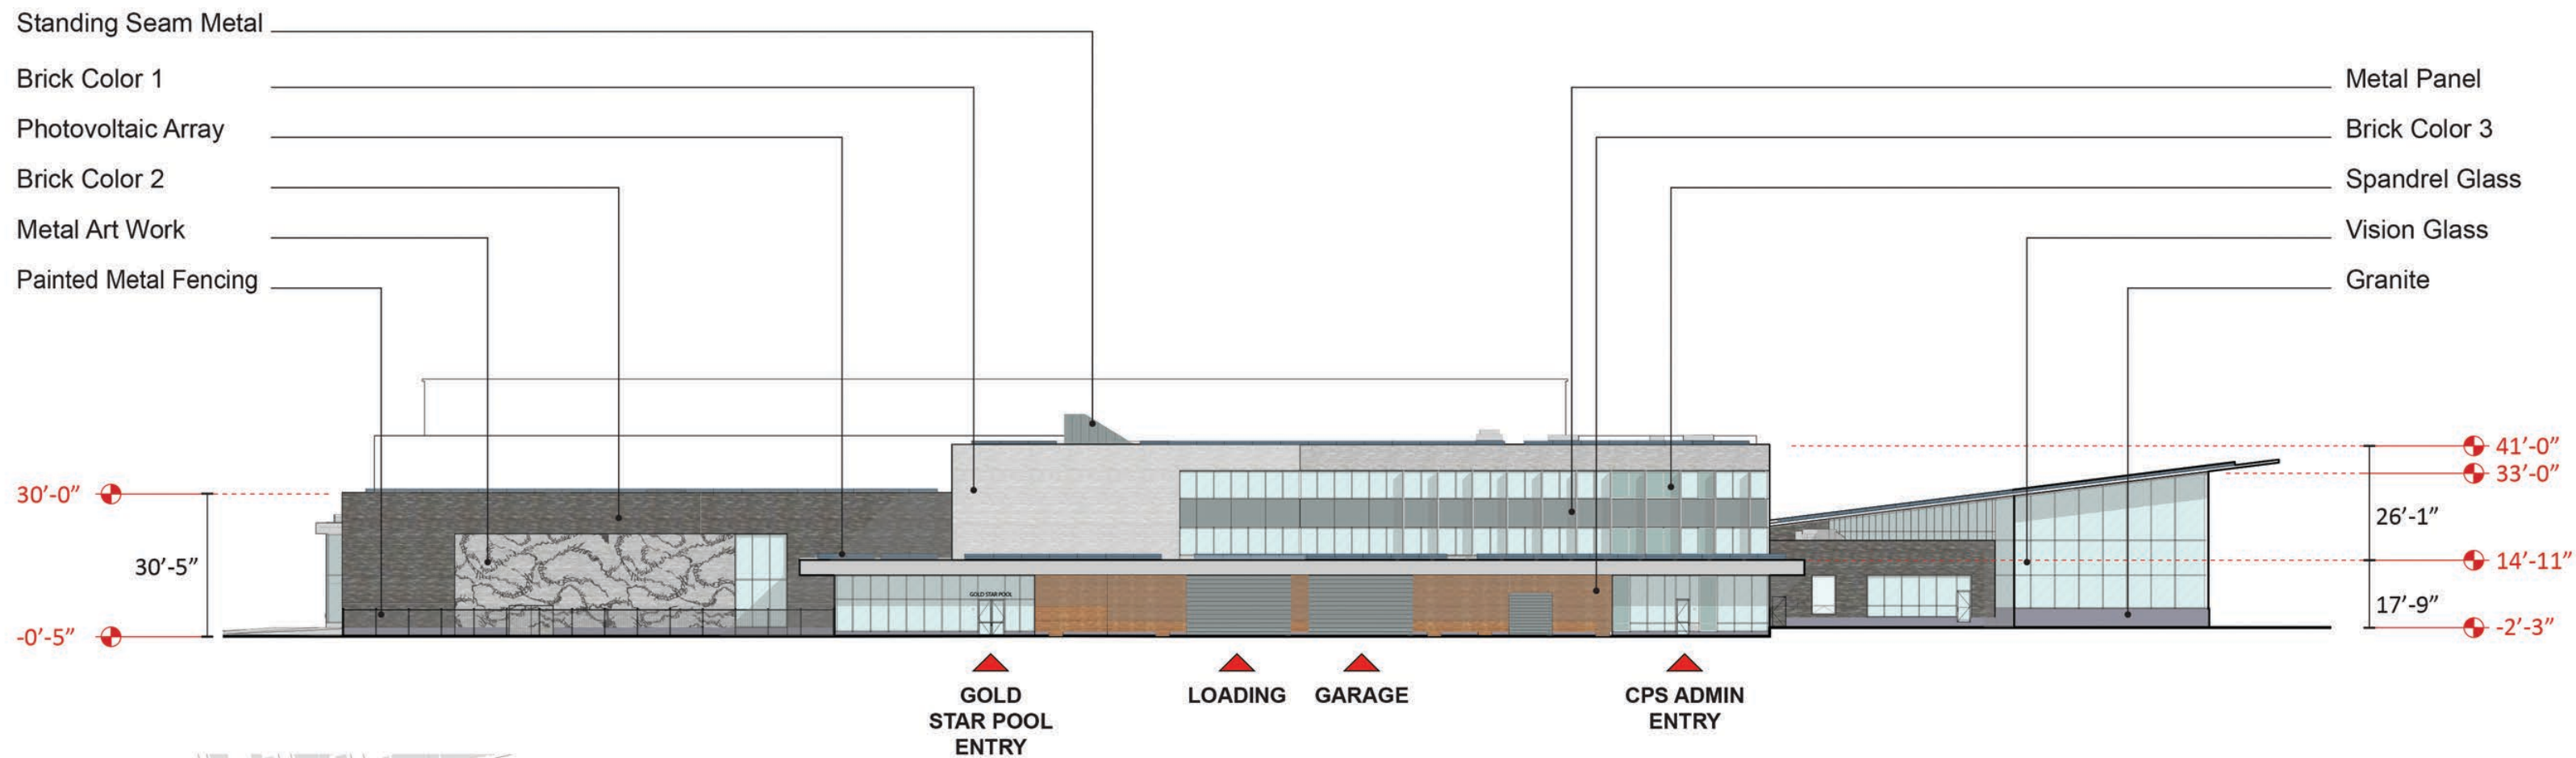 Standing Seam Metal
Brick Color 1
Photovoltaic Array
Brick Color 2
Metal Art Work
Painted Metal Fencing
Metal Panel
Brick Color 3
Spandrel Glass
Vision Glass
Granite
30’-0”
30’-5”
-0’-5”
41’-0”
33’-0”
26’-1”
14’-11”
17’-9”
-2’-3”
GOLD STAR POOL
GOLD
STAR POOL
ENTRY
LOADING
GARAGE
CPS ADMIN
ENTRY